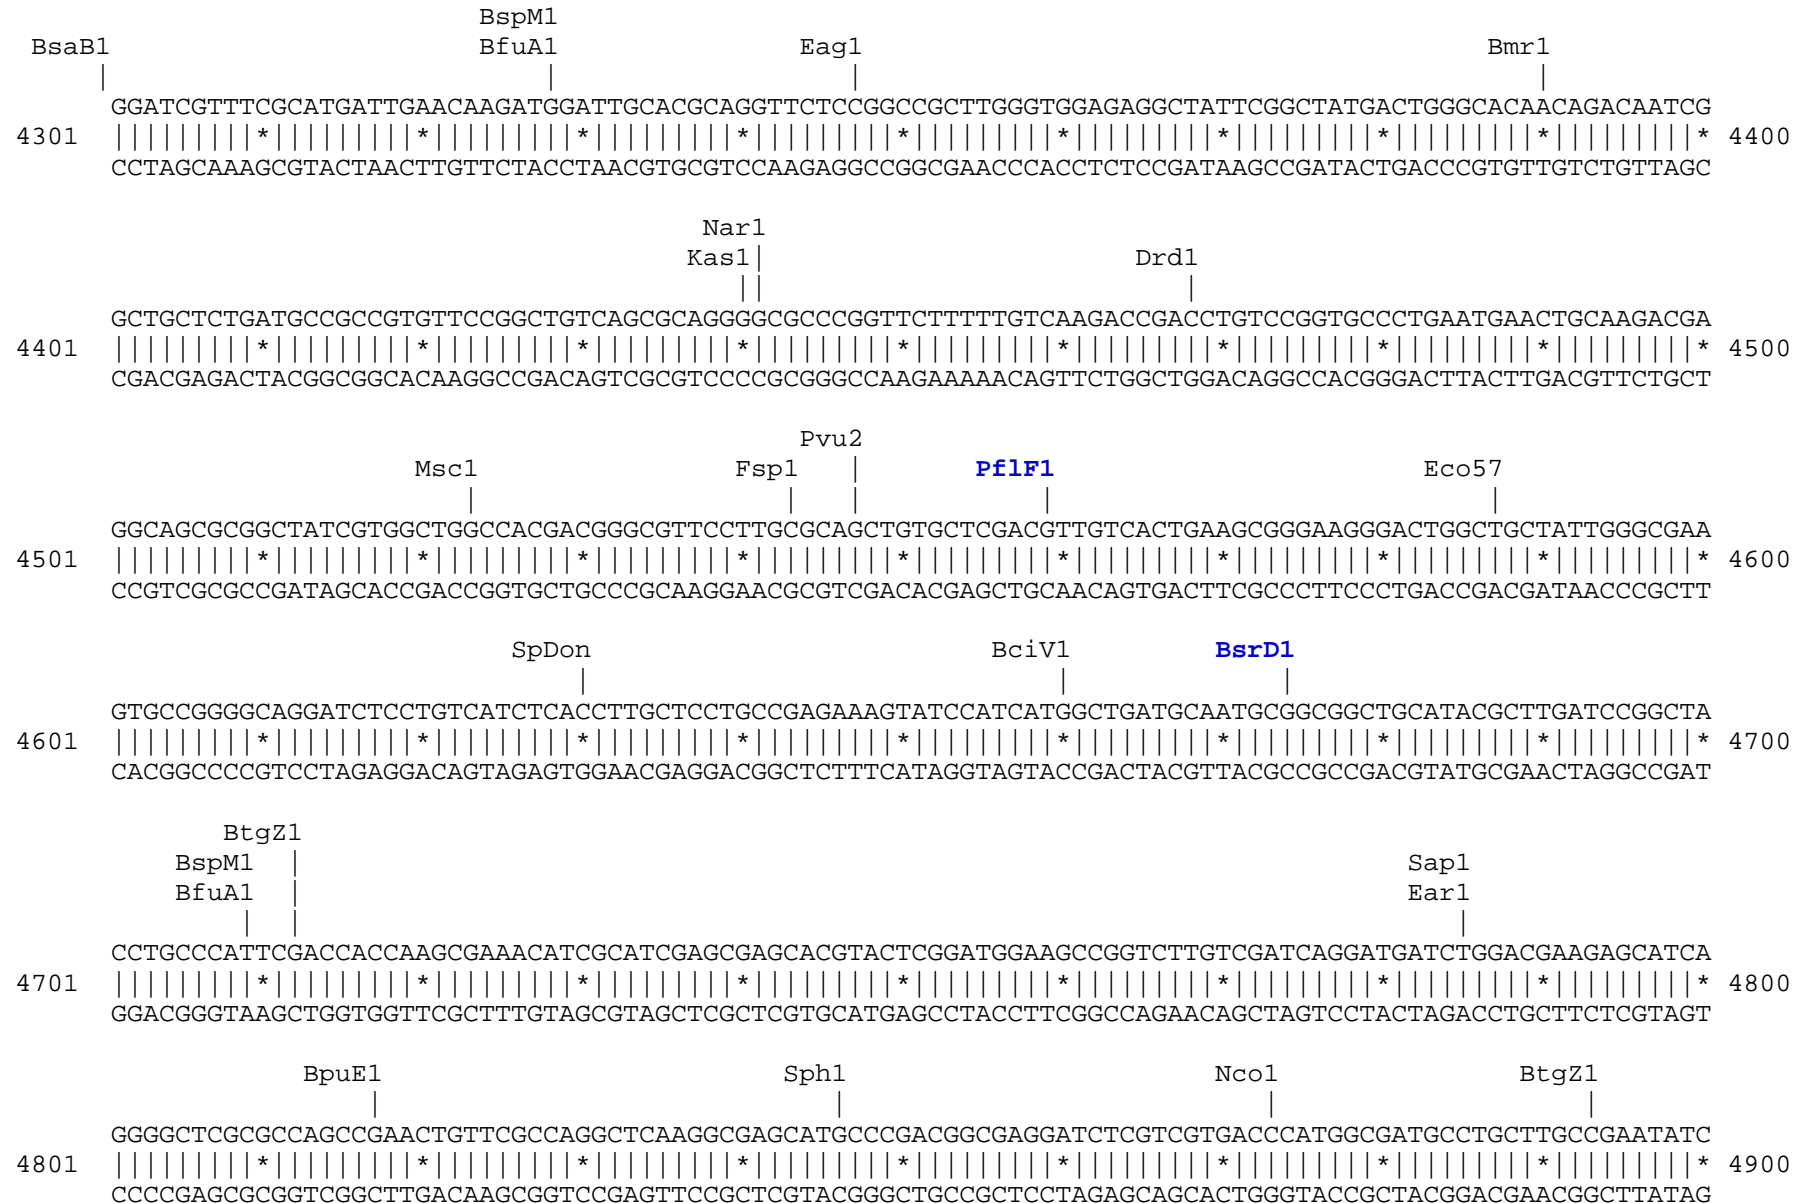 BspM1
BsaB1 BfuA1 Eag1 Bmr1
| | | |
GGATCGTTTCGCATGATTGAACAAGATGGATTGCACGCAGGTTCTCCGGCCGCTTGGGTGGAGAGGCTATTCGGCTATGACTGGGCACAACAGACAATCG
4301 |||||||||*|||||||||*|||||||||*|||||||||*|||||||||*|||||||||*|||||||||*|||||||||*|||||||||*|||||||||* 4400
CCTAGCAAAGCGTACTAACTTGTTCTACCTAACGTGCGTCCAAGAGGCCGGCGAACCCACCTCTCCGATAAGCCGATACTGACCCGTGTTGTCTGTTAGC
Nar1
Kas1| Drd1
|| |
GCTGCTCTGATGCCGCCGTGTTCCGGCTGTCAGCGCAGGGGCGCCCGGTTCTTTTTGTCAAGACCGACCTGTCCGGTGCCCTGAATGAACTGCAAGACGA
4401 |||||||||*|||||||||*|||||||||*|||||||||*|||||||||*|||||||||*|||||||||*|||||||||*|||||||||*|||||||||* 4500
CGACGAGACTACGGCGGCACAAGGCCGACAGTCGCGTCCCCGCGGGCCAAGAAAAACAGTTCTGGCTGGACAGGCCACGGGACTTACTTGACGTTCTGCT
Pvu2
Msc1 Fsp1 | PflF1 Eco57
| | | | |
GGCAGCGCGGCTATCGTGGCTGGCCACGACGGGCGTTCCTTGCGCAGCTGTGCTCGACGTTGTCACTGAAGCGGGAAGGGACTGGCTGCTATTGGGCGAA
4501 |||||||||*|||||||||*|||||||||*|||||||||*|||||||||*|||||||||*|||||||||*|||||||||*|||||||||*|||||||||* 4600
CCGTCGCGCCGATAGCACCGACCGGTGCTGCCCGCAAGGAACGCGTCGACACGAGCTGCAACAGTGACTTCGCCCTTCCCTGACCGACGATAACCCGCTT
SpDon BciV1 BsrD1
| | |
GTGCCGGGGCAGGATCTCCTGTCATCTCACCTTGCTCCTGCCGAGAAAGTATCCATCATGGCTGATGCAATGCGGCGGCTGCATACGCTTGATCCGGCTA
4601 |||||||||*|||||||||*|||||||||*|||||||||*|||||||||*|||||||||*|||||||||*|||||||||*|||||||||*|||||||||* 4700
CACGGCCCCGTCCTAGAGGACAGTAGAGTGGAACGAGGACGGCTCTTTCATAGGTAGTACCGACTACGTTACGCCGCCGACGTATGCGAACTAGGCCGAT
BtgZ1
BspM1 | Sap1
BfuA1 | Ear1
| | |
CCTGCCCATTCGACCACCAAGCGAAACATCGCATCGAGCGAGCACGTACTCGGATGGAAGCCGGTCTTGTCGATCAGGATGATCTGGACGAAGAGCATCA
4701 |||||||||*|||||||||*|||||||||*|||||||||*|||||||||*|||||||||*|||||||||*|||||||||*|||||||||*|||||||||* 4800
GGACGGGTAAGCTGGTGGTTCGCTTTGTAGCGTAGCTCGCTCGTGCATGAGCCTACCTTCGGCCAGAACAGCTAGTCCTACTAGACCTGCTTCTCGTAGT
BpuE1 Sph1 Nco1 BtgZ1
| | | |
GGGGCTCGCGCCAGCCGAACTGTTCGCCAGGCTCAAGGCGAGCATGCCCGACGGCGAGGATCTCGTCGTGACCCATGGCGATGCCTGCTTGCCGAATATC
4801 |||||||||*|||||||||*|||||||||*|||||||||*|||||||||*|||||||||*|||||||||*|||||||||*|||||||||*|||||||||* 4900
CCCCGAGCGCGGTCGGCTTGACAAGCGGTCCGAGTTCCGCTCGTACGGGCTGCCGCTCCTAGAGCAGCACTGGGTACCGCTACGGACGAACGGCTTATAG